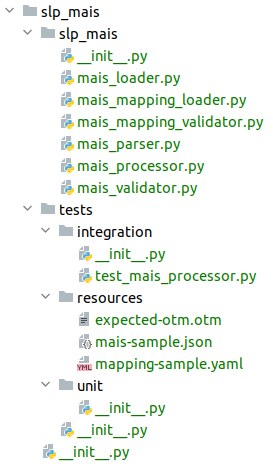 slp_mais
slp_mais
__init__.py
mais_loader.py
mais_mapping_loader.py
mais_mapping_validator.py
mais_parser.py
mais_processor.py
mais_validator.py
tests
integration
__init__.py
test_mais_processor.py
resources
expected-otm.otm
mais-sample.json
YML mapping-sample.yaml
unit
__init__.py
__init__.py
__init__.py